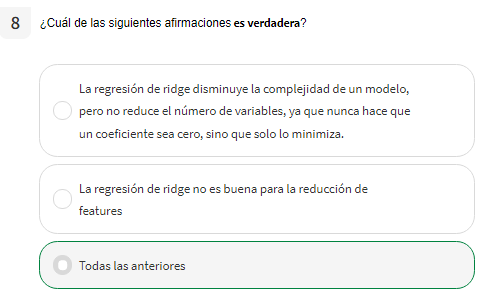 8 ¿Cuál de las siguientes afirmaciones es verdadera?
La regresión de ridge disminuye la complejidad de un modelo,
pero no reduce el número de variables, ya que nunca hace que
un coeficiente sea cero, sino que solo lo minimiza.
La regresión de ridge no es buena para la reducción de
features
Todas las anteriores